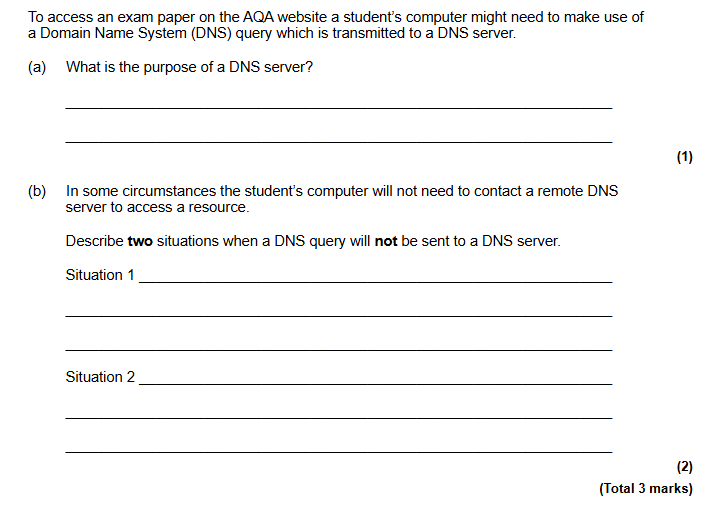 To access an exam paper on the AQA website a student's computer might need to make use of
a Domain Name System (DNS) query which is transmitted to a DNS server.
(a) What is the purpose of a DNS server?
(1)
(b) In some circumstances the student's computer will not need to contact a remote DNS
server to access a resource.
Describe two situations when a DNS query will not be sent to a DNS server.
Situation 1
Situation 2
(2)
(Total 3 marks)